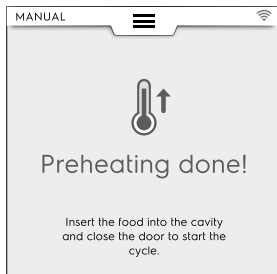 MANUAL
Preheating done!
Insert the food into the cavity
and close the door to start the
cycle.